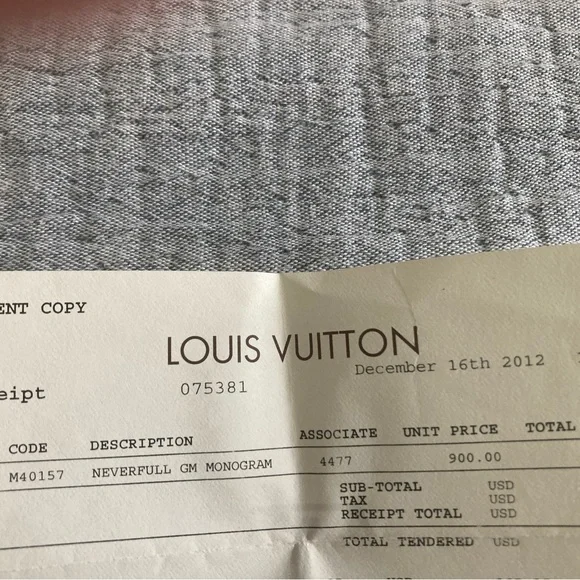 ENT COPY
LOUIS VUITTON
December 16th 2012
eipt 075381
CODE DESCRIPTION ASSOCIATE UNIT PRICE TOTAL
M40157 NEVERFULL GM MONOGRAM 4477 900.00
SUB-TOTAL USD
TAX USD
RECEIPT TOTAL USD
TOTAL TENDERED USD